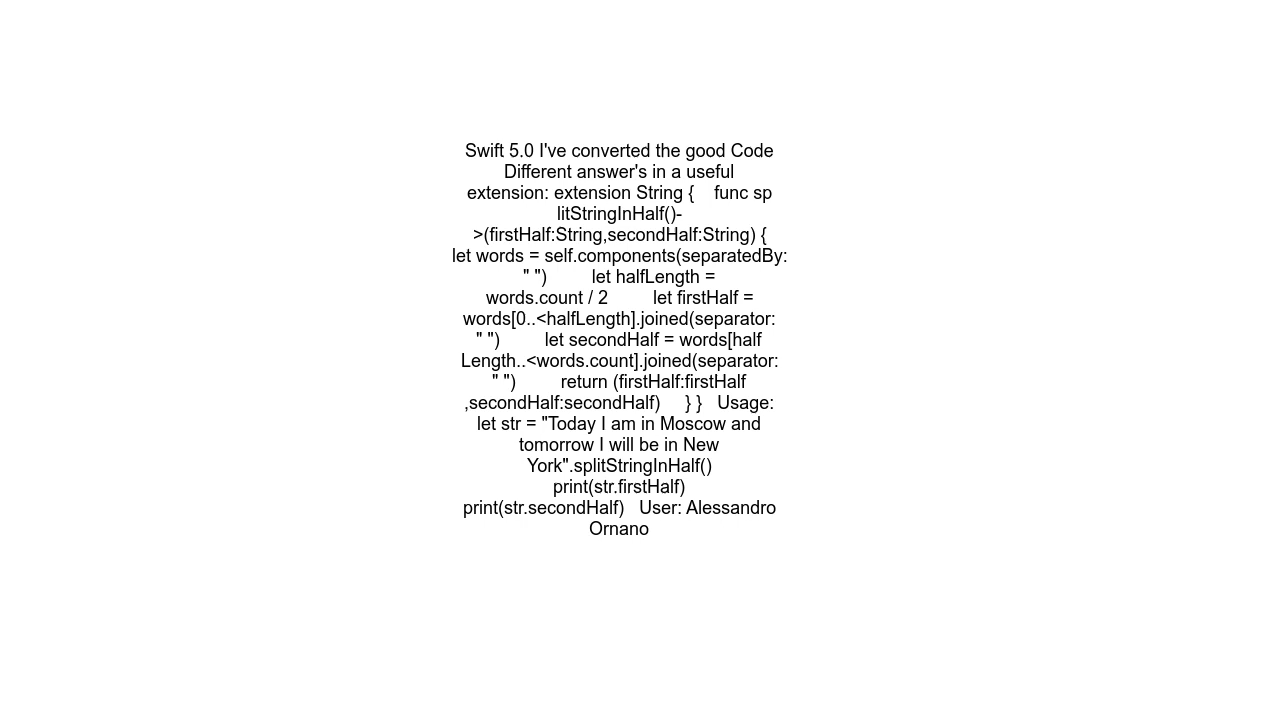 Swift 5.0 I've converted the good Code
Different answer's in a useful
extension: extension String {    func sp
litStringInHalf()-
>(firstHalf:String,secondHalf:String) {
let words = self.components(separatedBy:
" ")         let halfLength =
words.count / 2         let firstHalf =
words[0..<halfLength].joined(separator:
" ")         let secondHalf = words[half
Length..<words.count].joined(separator:
" ")         return (firstHalf:firstHalf
,secondHalf:secondHalf)     } }   Usage:
let str = "Today I am in Moscow and
tomorrow I will be in New
York".splitStringInHalf()
print(str.firstHalf)
print(str.secondHalf)   User: Alessandro
Ornano